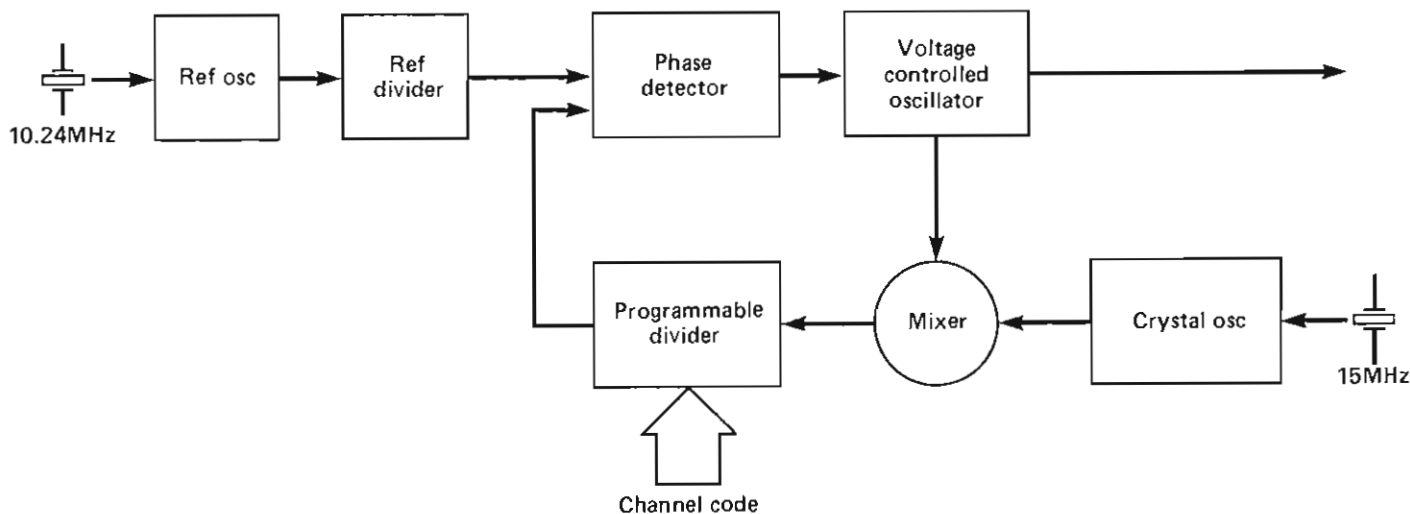 10.24MHz
Ref osc
Ref
divider
Phase
detector
Voltage
controlled
oscillator
Programmable
divider
Mixer
Crystal osc
15MHz
Channel code